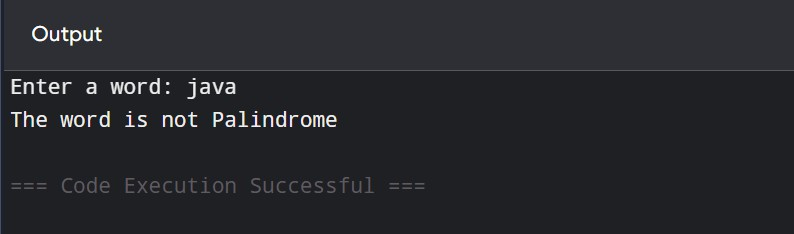 Output
Enter a word: java
The word is not Palindrome
=== Code Execution Successful ===